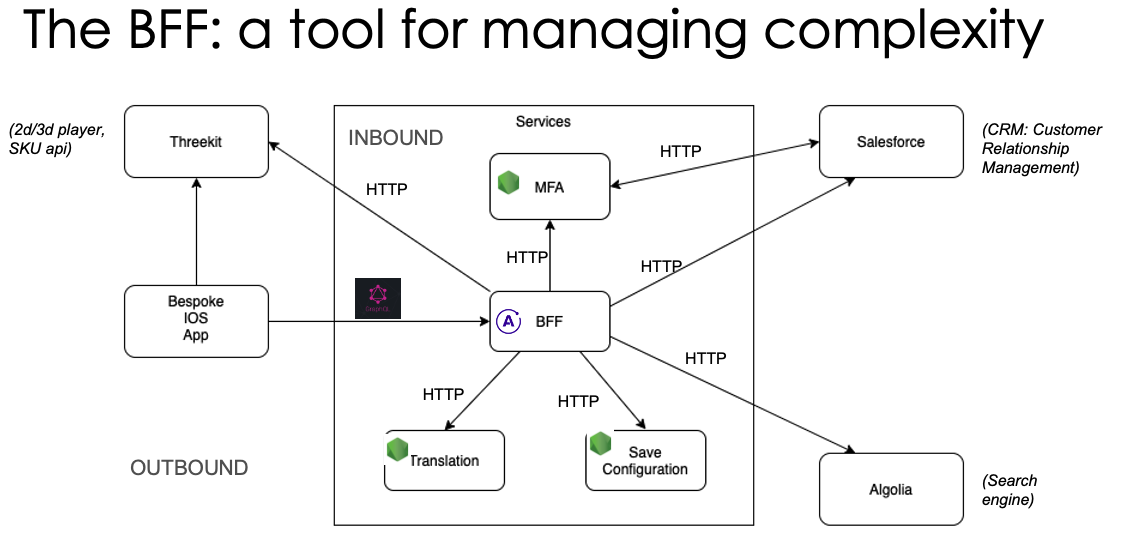 The BFF: a tool for managing complexity
(2d/3d player,
SKU api)
Threekit
INBOUND
Services
MFA
HTTP
Salesforce
(CRM: Customer
Relationship
Management)
HTTP
HTTP
HTTP
Bespoke
IOS
App
GraphQL
BFF
HTTP
HTTP
HTTP
OUTBOUND
Translation
Save
Configuration
Algolia
(Search
engine)